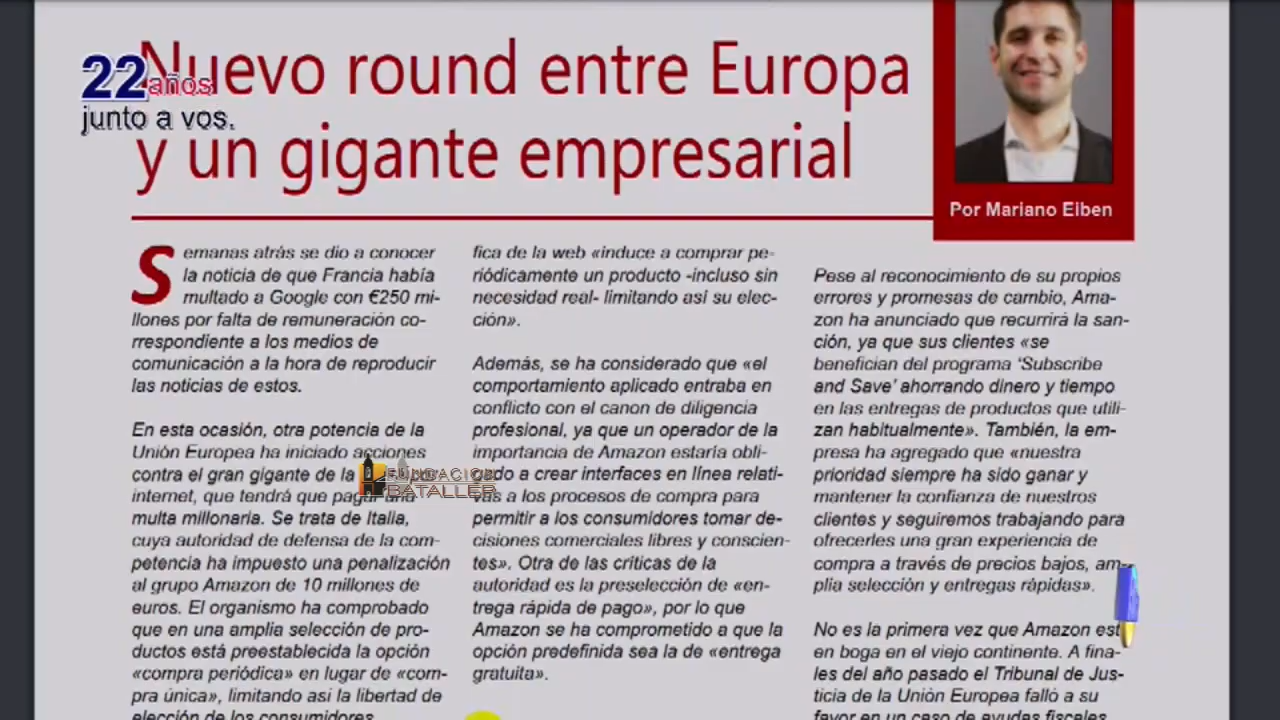 Nuevo round entre Europa
y un gigante empresarial
22 años
junto a vos.
Por Mariano Eiben
Semanas atrás se dio a conocer
la noticia de que Francia había
multado a Google con €250 mi-
llones por falta de remuneración co-
rrespondiente a los medios de
comunicación a la hora de reproducir
las noticias de estos.
En esta ocasión, otra potencia de la
Unión Europea ha iniciado acciones
contra el gran gigante de la
internet, que tendrá que pagar una
multa millonaria. Se trata de Italia,
cuya autoridad de defensa de la com-
petencia ha impuesto una penalización
al grupo Amazon de 10 millones de
euros. El organismo ha comprobado
que en una amplia selección de pro-
ductos está preestablecida la opción
«compra periódica» en lugar de «com-
pra única», limitando así la libertad de
elección de los consumidores
FUNDACION
BATALLER
fica de la web «induce a comprar pe-
riódicamente un producto -incluso sin
necesidad real- limitando así su elec-
ción».
Además, se ha considerado que «el
comportamiento aplicado entraba en
conflicto con el canon de diligencia
profesional, ya que un operador de la
importancia de Amazon estaría obli-
gado a crear interfaces en línea relati-
vas a los procesos de compra para
permitir a los consumidores tomar de-
cisiones comerciales libres y conscien-
tes». Otra de las críticas de la
autoridad es la preselección de «en-
trega rápida de pago», por lo que
Amazon se ha comprometido a que la
opción predefinida sea la de «entrega
gratuita».
Pese al reconocimiento de su propios
errores y promesas de cambio, Ama-
zon ha anunciado que recurrirá la san-
ción, ya que sus clientes «se
benefician del programa ‘Subscribe
and Save’ ahorrando dinero y tiempo
en las entregas de productos que utili-
zan habitualmente». También, la em-
presa ha agregado que «nuestra
prioridad siempre ha sido ganar y
mantener la confianza de nuestros
clientes y seguiremos trabajando para
ofrecerles una gran experiencia de
compra a través de precios bajos, am-
plia selección y entregas rápidas».
No es la primera vez que Amazon est
en boga en el viejo continente. A fina-
les del año pasado el Tribunal de Jus-
ticia de la Unión Europea falló a su
favor en un caso de ayudas fiscales